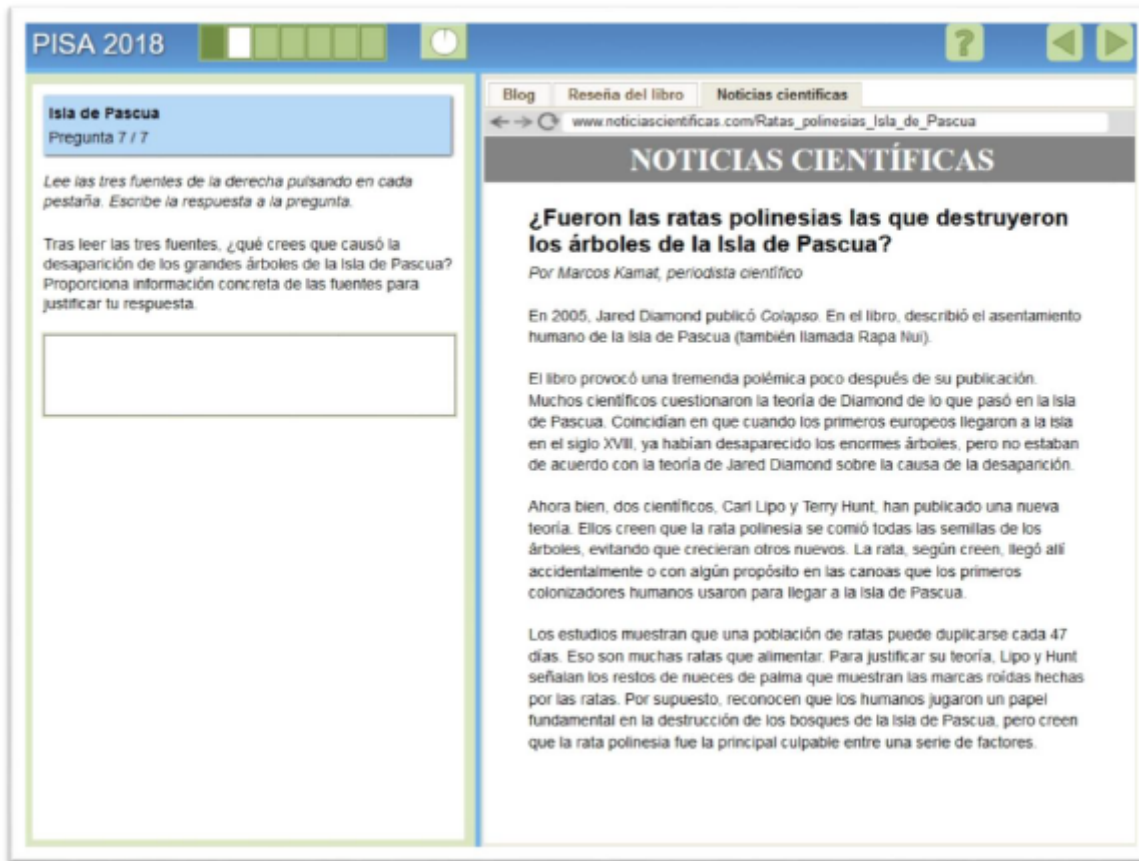 PISA 2018
?
Isla de Pascua
Pregunta 7 / 7
Lee las tres fuentes de la derecha pulsando en cada
pestaña. Escribe la respuesta a la pregunta.
Tras leer las tres fuentes, ¿qué crees que causó la
desaparición de los grandes árboles de la Isla de Pascua?
Proporciona información concreta de las fuentes para
justificar tu respuesta.
Blog Reseña del libro Noticias científicas
www.noticiascientificas.com/Ratas_polinesias_Isla_de_Pascua
NOTICIAS CIENTÍFICAS
¿Fueron las ratas polinesias las que destruyeron
los árboles de la Isla de Pascua?
Por Marcos Kamat, periodista científico
En 2005, Jared Diamond publicó Colapso. En el libro, describió el asentamiento
humano de la Isla de Pascua (también llamada Rapa Nui).
El libro provocó una tremenda polémica poco después de su publicación.
Muchos científicos cuestionaron la teoría de Diamond de lo que pasó en la Isla
de Pascua. Coincidían en que cuando los primeros europeos llegaron a la isla
en el siglo XVIII, ya habían desaparecido los enormes árboles, pero no estaban
de acuerdo con la teoría de Jared Diamond sobre la causa de la desaparición.
Ahora bien, dos científicos, Carl Lipo y Terry Hunt, han publicado una nueva
teoría. Ellos creen que la rata polinesia se comió todas las semillas de los
árboles, evitando que crecieran otros nuevos. La rata, según creen, llegó allí
accidentalmente o con algún propósito en las canoas que los primeros
colonizadores humanos usaron para llegar a la Isla de Pascua.
Los estudios muestran que una población de ratas puede duplicarse cada 47
días. Eso son muchas ratas que alimentar. Para justificar su teoría, Lipo y Hunt
señalan los restos de nueces de palma que muestran las marcas roídas hechas
por las ratas. Por supuesto, reconocen que los humanos jugaron un papel
fundamental en la destrucción de los bosques de la Isla de Pascua, pero creen
que la rata polinesia fue la principal culpable entre una serie de factores.